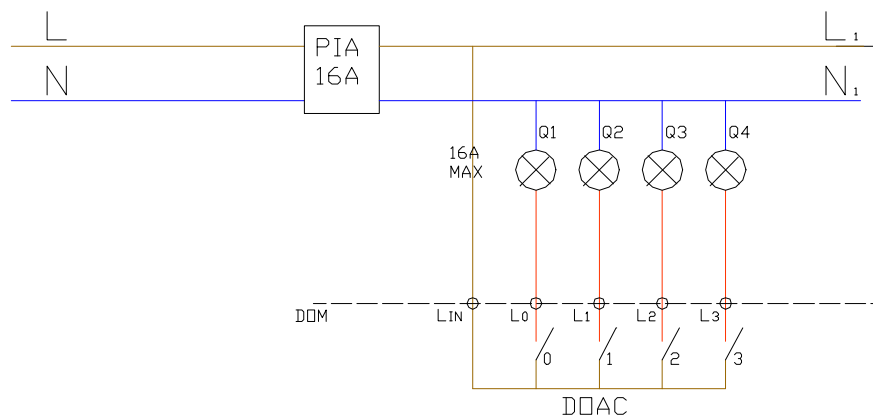 L
L1
PIA
16A
N
N1
Q1 Q2 Q3 Q4
16A
MAX
DOM
LIN L0 L1 L2 L3
0 1 2 3
DOAC